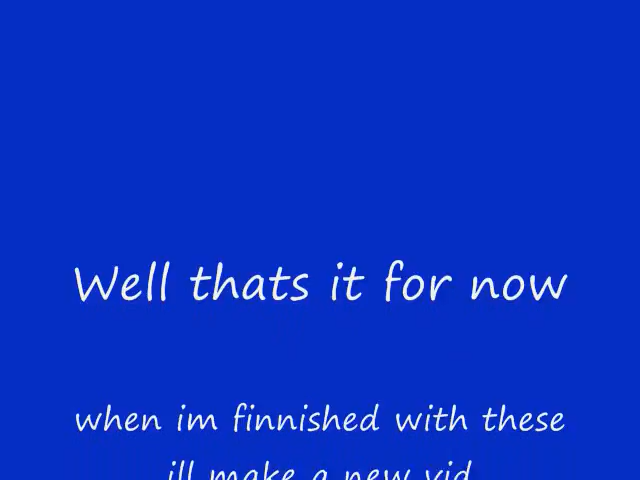 Well thats it for now
when im finnished with these
ill make a new vid